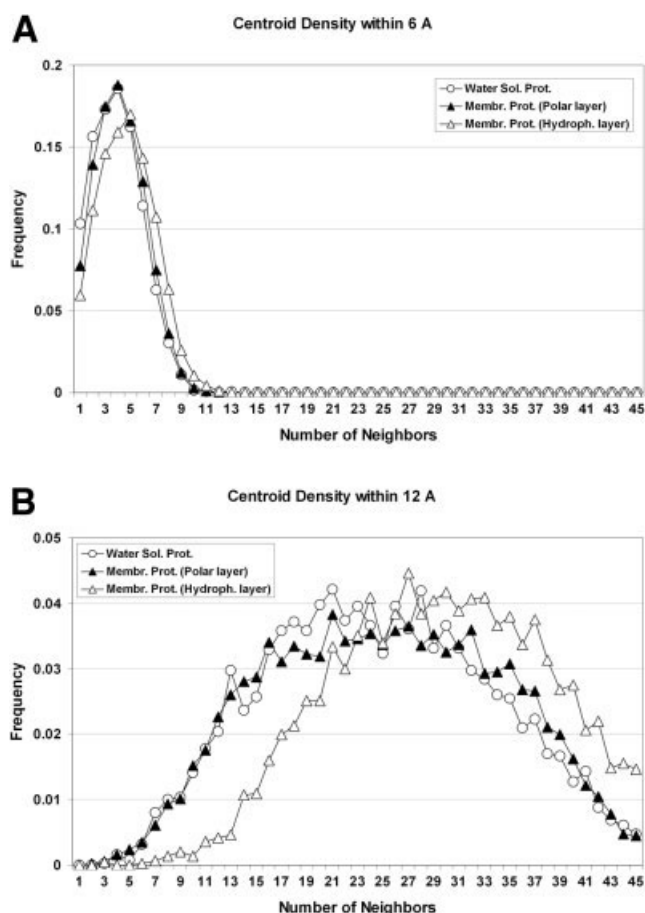 A
Centroid Density within 6 A
0.2
0.15
0.1
0.05
0
Frequency
Water Sol. Prot.
Membr. Prot. (Polar layer)
Membr. Prot. (Hydroph. layer)
1 3 5 7 9 11 13 15 17 19 21 23 25 27 29 31 33 35 37 39 41 43 45
Number of Neighbors
B
Centroid Density within 12 A
0.05
0.04
0.03
0.02
0.01
0
Frequency
Water Sol. Prot.
Membr. Prot. (Polar layer)
Membr. Prot. (Hydroph. layer)
1 3 5 7 9 11 13 15 17 19 21 23 25 27 29 31 33 35 37 39 41 43 45
Number of Neighbors